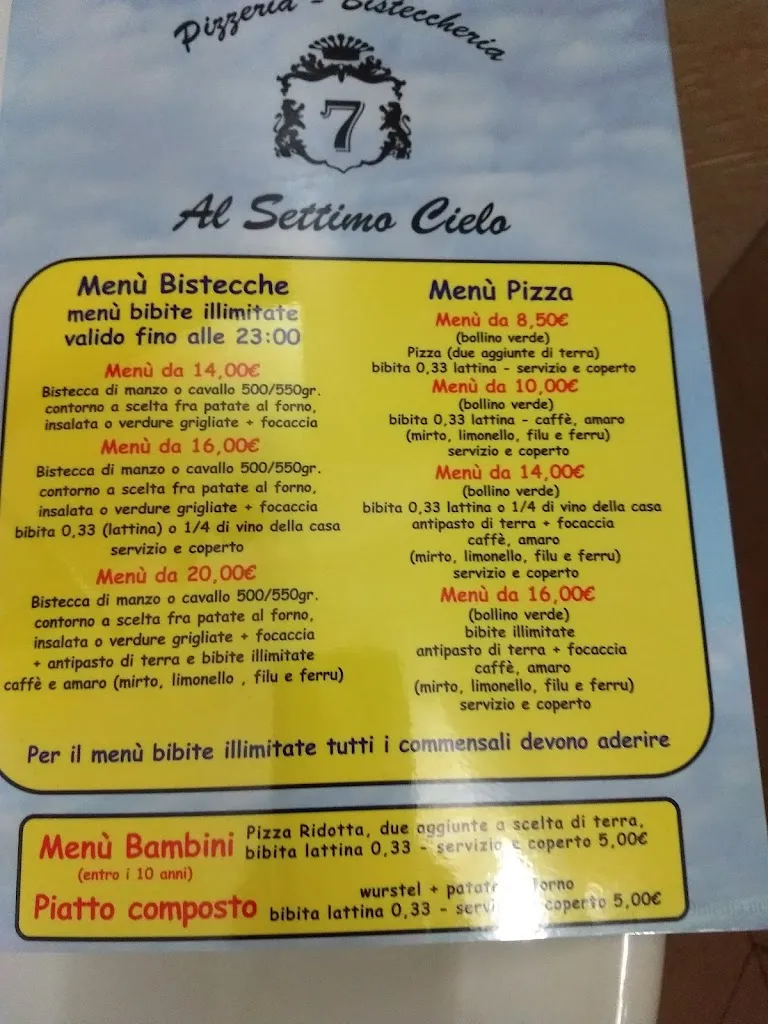 Pizzeria - Bisteccheria
7
Al Settimo Cielo
Menù Bistecche
menù bibite illimitate
valido fino alle 23:00
Menù da 14,00€
Bistecca di manzo o cavallo 500/550gr.
contorno a scelta fra patate al forno,
insalata o verdure grigliate + focaccia
Menù da 16,00€
Bistecca di manzo o cavallo 500/550gr.
contorno a scelta fra patate al forno,
insalata o verdure grigliate + focaccia
bibita 0,33 (lattina) o 1/4 di vino della casa
servizio e coperto
Menù da 20,00€
Bistecca di manzo o cavallo 500/550gr.
contorno a scelta fra patate al forno,
insalata o verdure grigliate + focaccia
+ antipasto di terra e bibite illimitate
caffè e amaro (mirto, limonello , filu e ferru)
Menù Pizza
Menù da 8,50€
(bollino verde)
Pizza (due aggiunte di terra)
bibita 0,33 lattina - servizio e coperto
Menù da 10,00€
(bollino verde)
bibita 0,33 lattina - caffè, amaro
(mirto, limonello, filu e ferru)
servizio e coperto
Menù da 14,00€
(bollino verde)
bibita 0,33 lattina o 1/4 di vino della casa
antipasto di terra + focaccia
caffè, amaro
(mirto, limonello, filu e ferru)
servizio e coperto
Menù da 16,00€
(bollino verde)
bibite illimitate
antipasto di terra + focaccia
caffè, amaro
(mirto, limonello, filu e ferru)
servizio e coperto
Per il menù bibite illimitate tutti i commensali devono aderire
Menù Bambini
(entro i 10 anni)
Pizza Ridotta, due aggiunte a scelta di terra,
bibita lattina 0,33 - servizio e coperto 5,00€
Piatto composto
wurstel + patate forno
bibita lattina 0,33 - coperto 5,00€